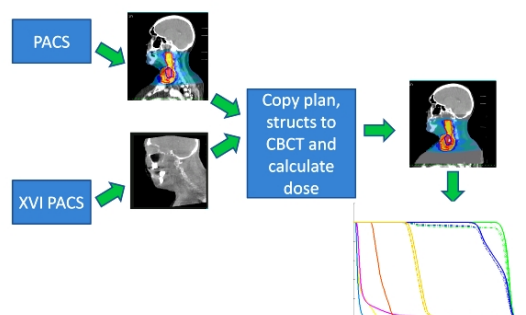 PACS
XVI PACS
Copy plan,
structs to
CBCT and
calculate
dose